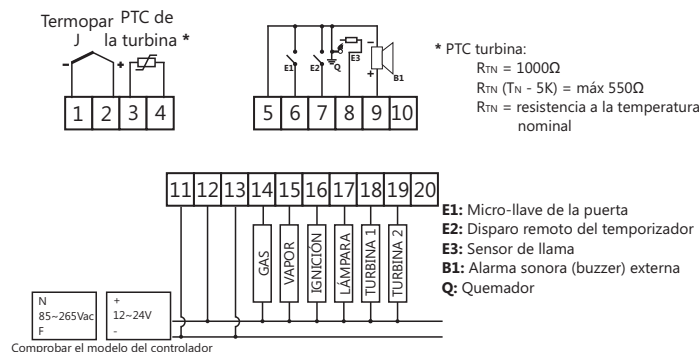 Termopar PTC de
J la turbina *
- + 
1 2 3 4
E1 E2 Q E3 - + B1
5 6 7 8 9 10
* PTC turbina:
RTN = 1000Ω
RTN (TN - 5K) = máx 550Ω
RTN = resistencia a la temperatura
nominal
11 12 13 14 15 16 17 18 19 20
GAS
VAPOR
IGNICIÓN
LÁMPARA
TURBINA 1
TURBINA 2
E1: Micro-llave de la puerta
E2: Disparo remoto del temporizador
E3: Sensor de llama
B1: Alarma sonora (buzzer) externa
Q: Quemador
N
85~265Vac
F
+
12~24V
-
Comprobar el modelo del controlador